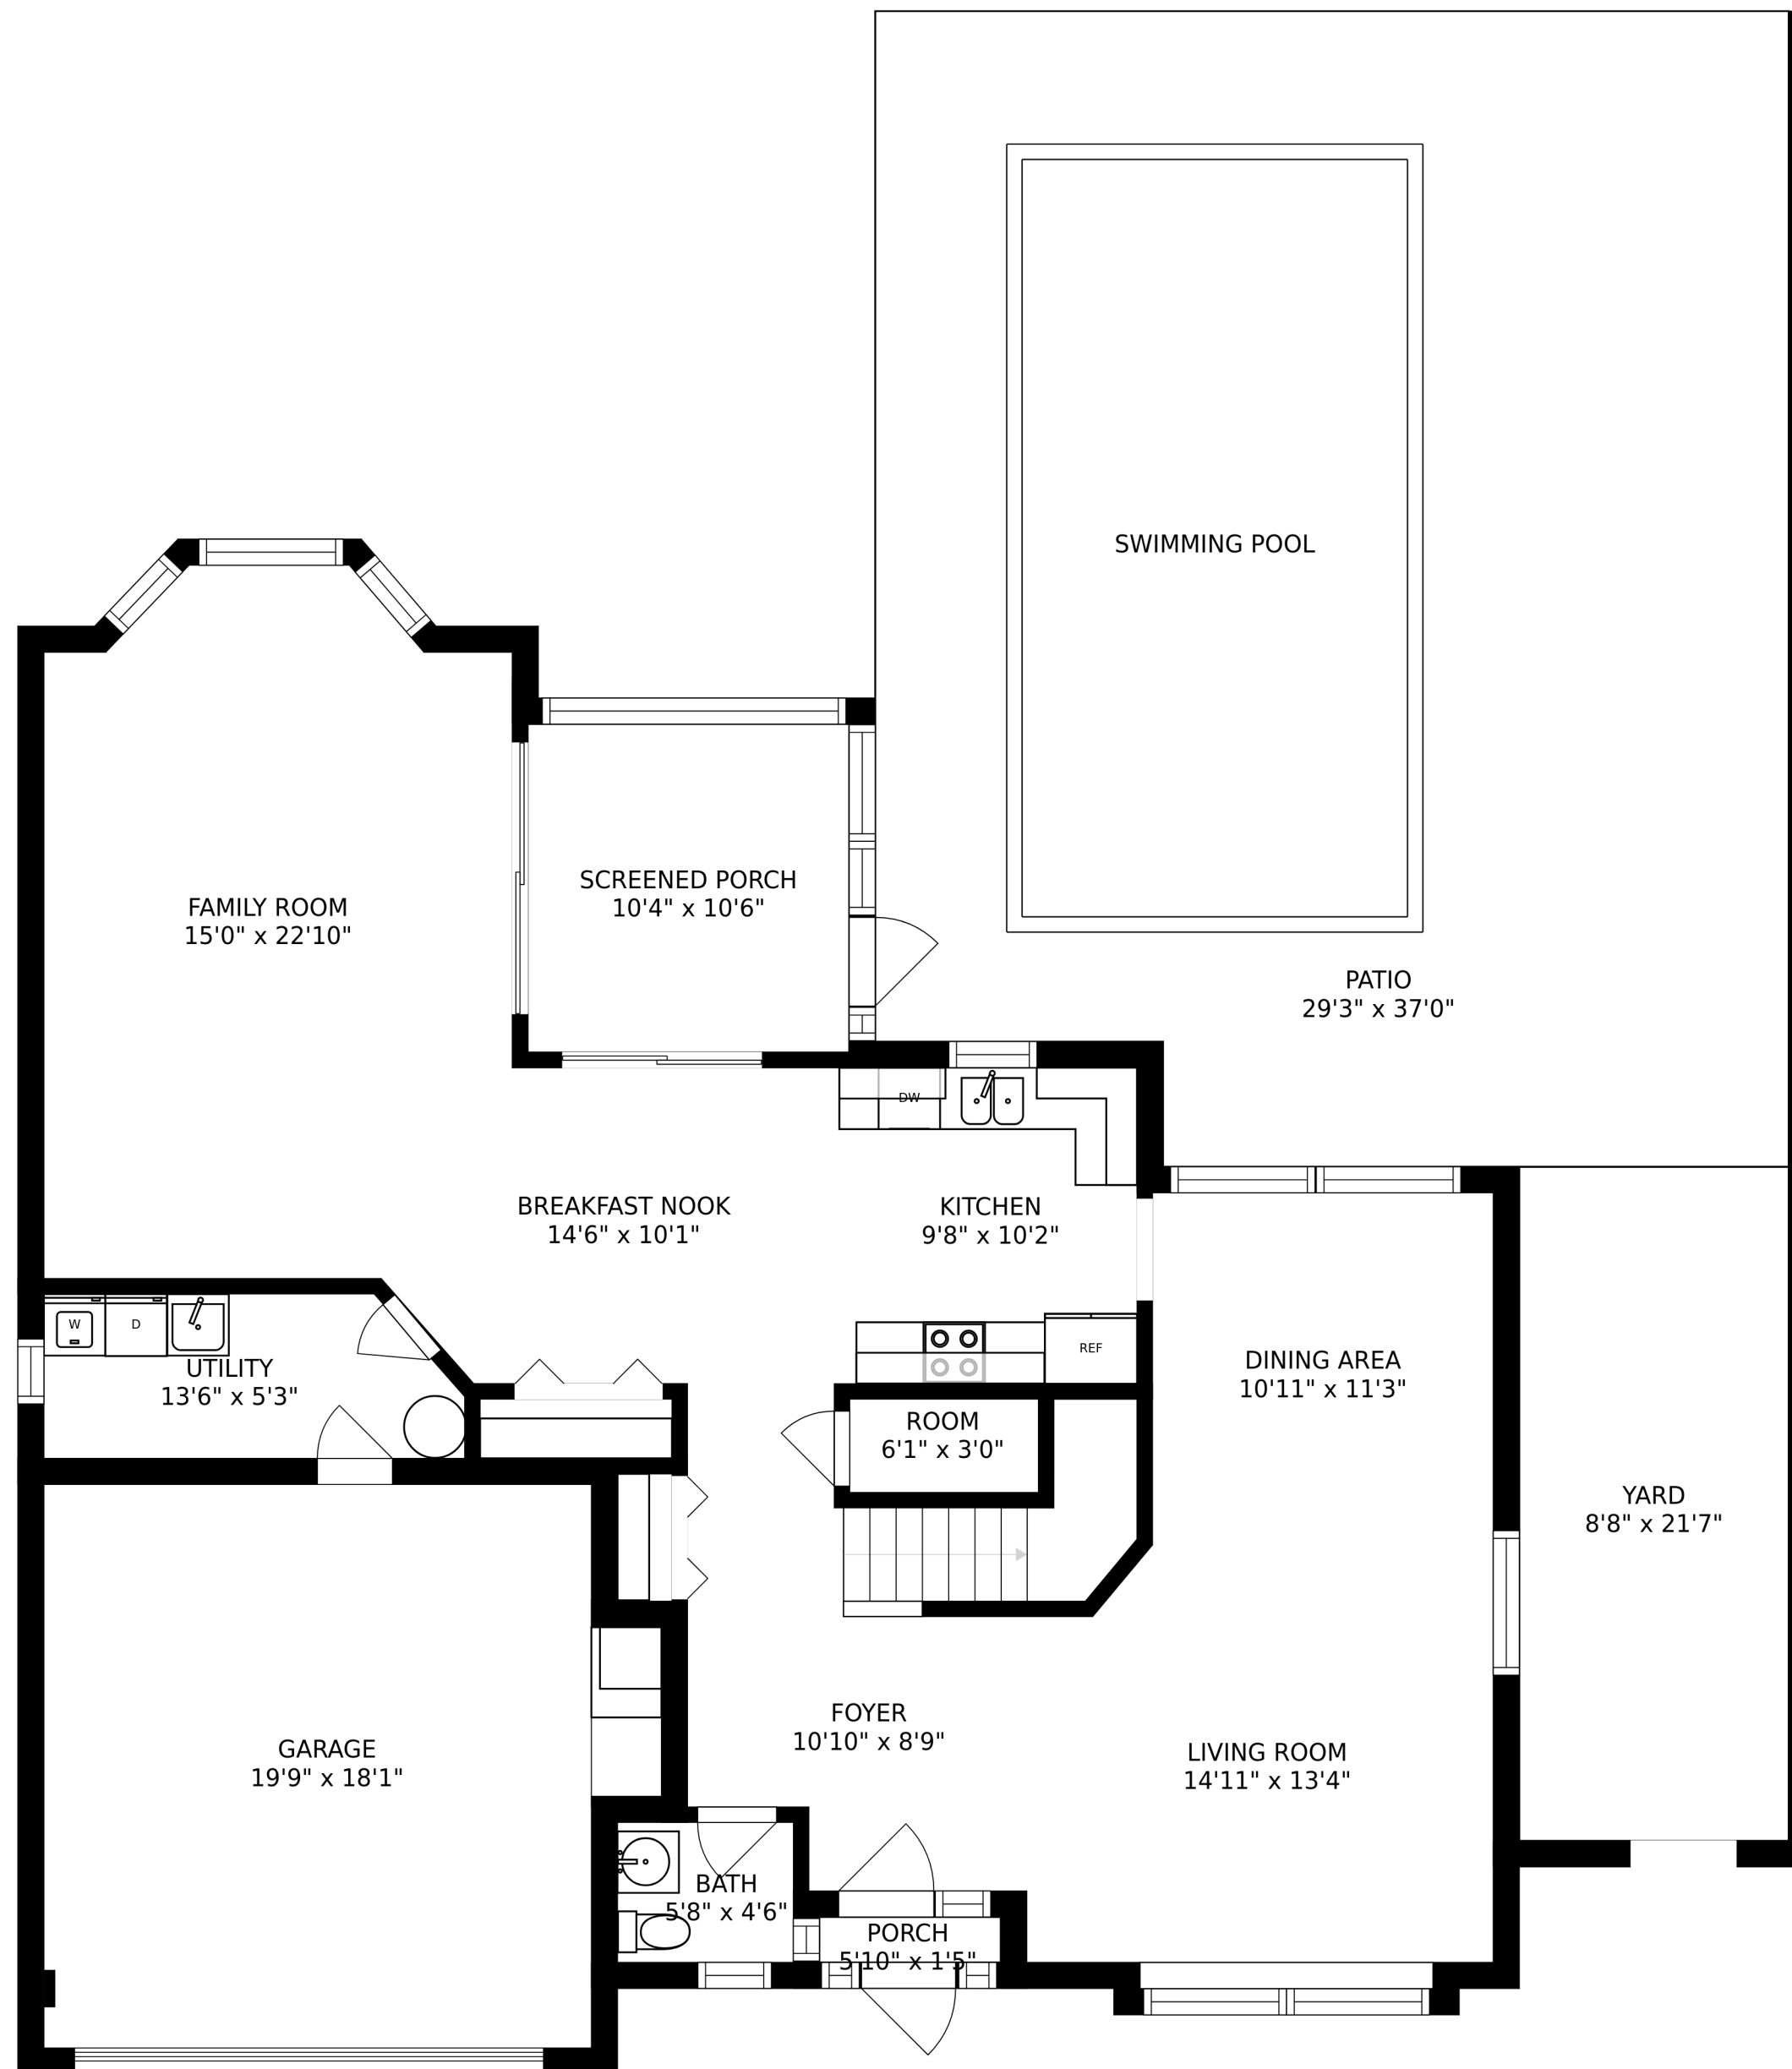 SWIMMING POOL
SCREENED PORCH
10'4" x 10'6"
FAMILY ROOM
15'0" x 22'10"
PATIO
29'3" x 37'0"
DW
BREAKFAST NOOK
14'6" x 10'1"
KITCHEN
9'8" x 10'2"
W
D
REF
UTILITY
13'6" x 5'3"
DINING AREA
10'11" x 11'3"
ROOM
6'1" x 3'0"
YARD
8'8" x 21'7"
FOYER
10'10" x 8'9"
GARAGE
19'9" x 18'1"
LIVING ROOM
14'11" x 13'4"
BATH
5'8" x 4'6"
PORCH
5'10" x 1'5"